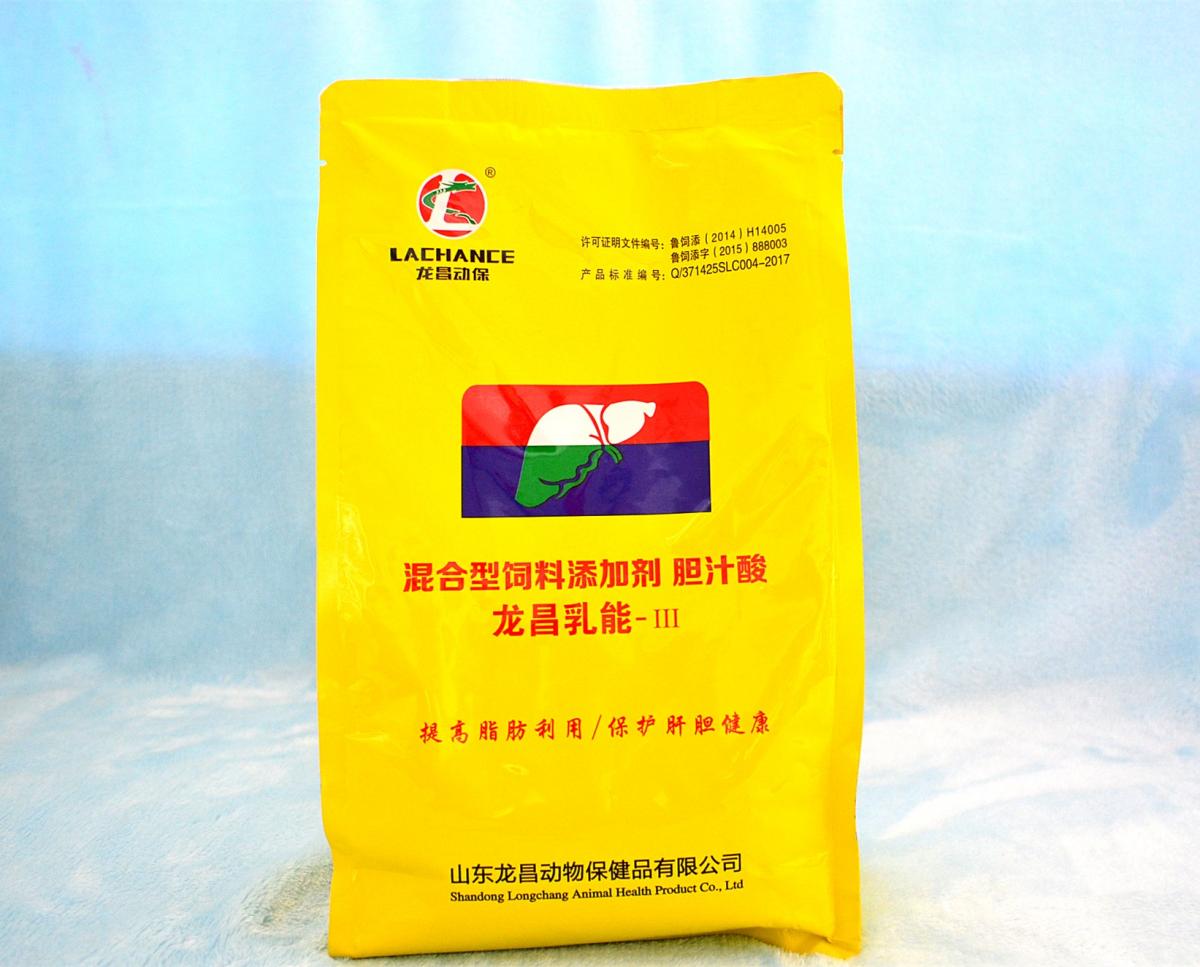 ®
LACHANCE
龙昌动保
许可证明文件编号：鲁饲添（2014）H14005
鲁饲添字（2015）888003
产品标准编号：Q/371425SLC004-2017
混合型饲料添加剂 胆汁酸
龙昌乳能-III
提高脂肪利用/保护肝胆健康
山东龙昌动物保健品有限公司
Shandong Longchang Animal Health Product Co., Ltd